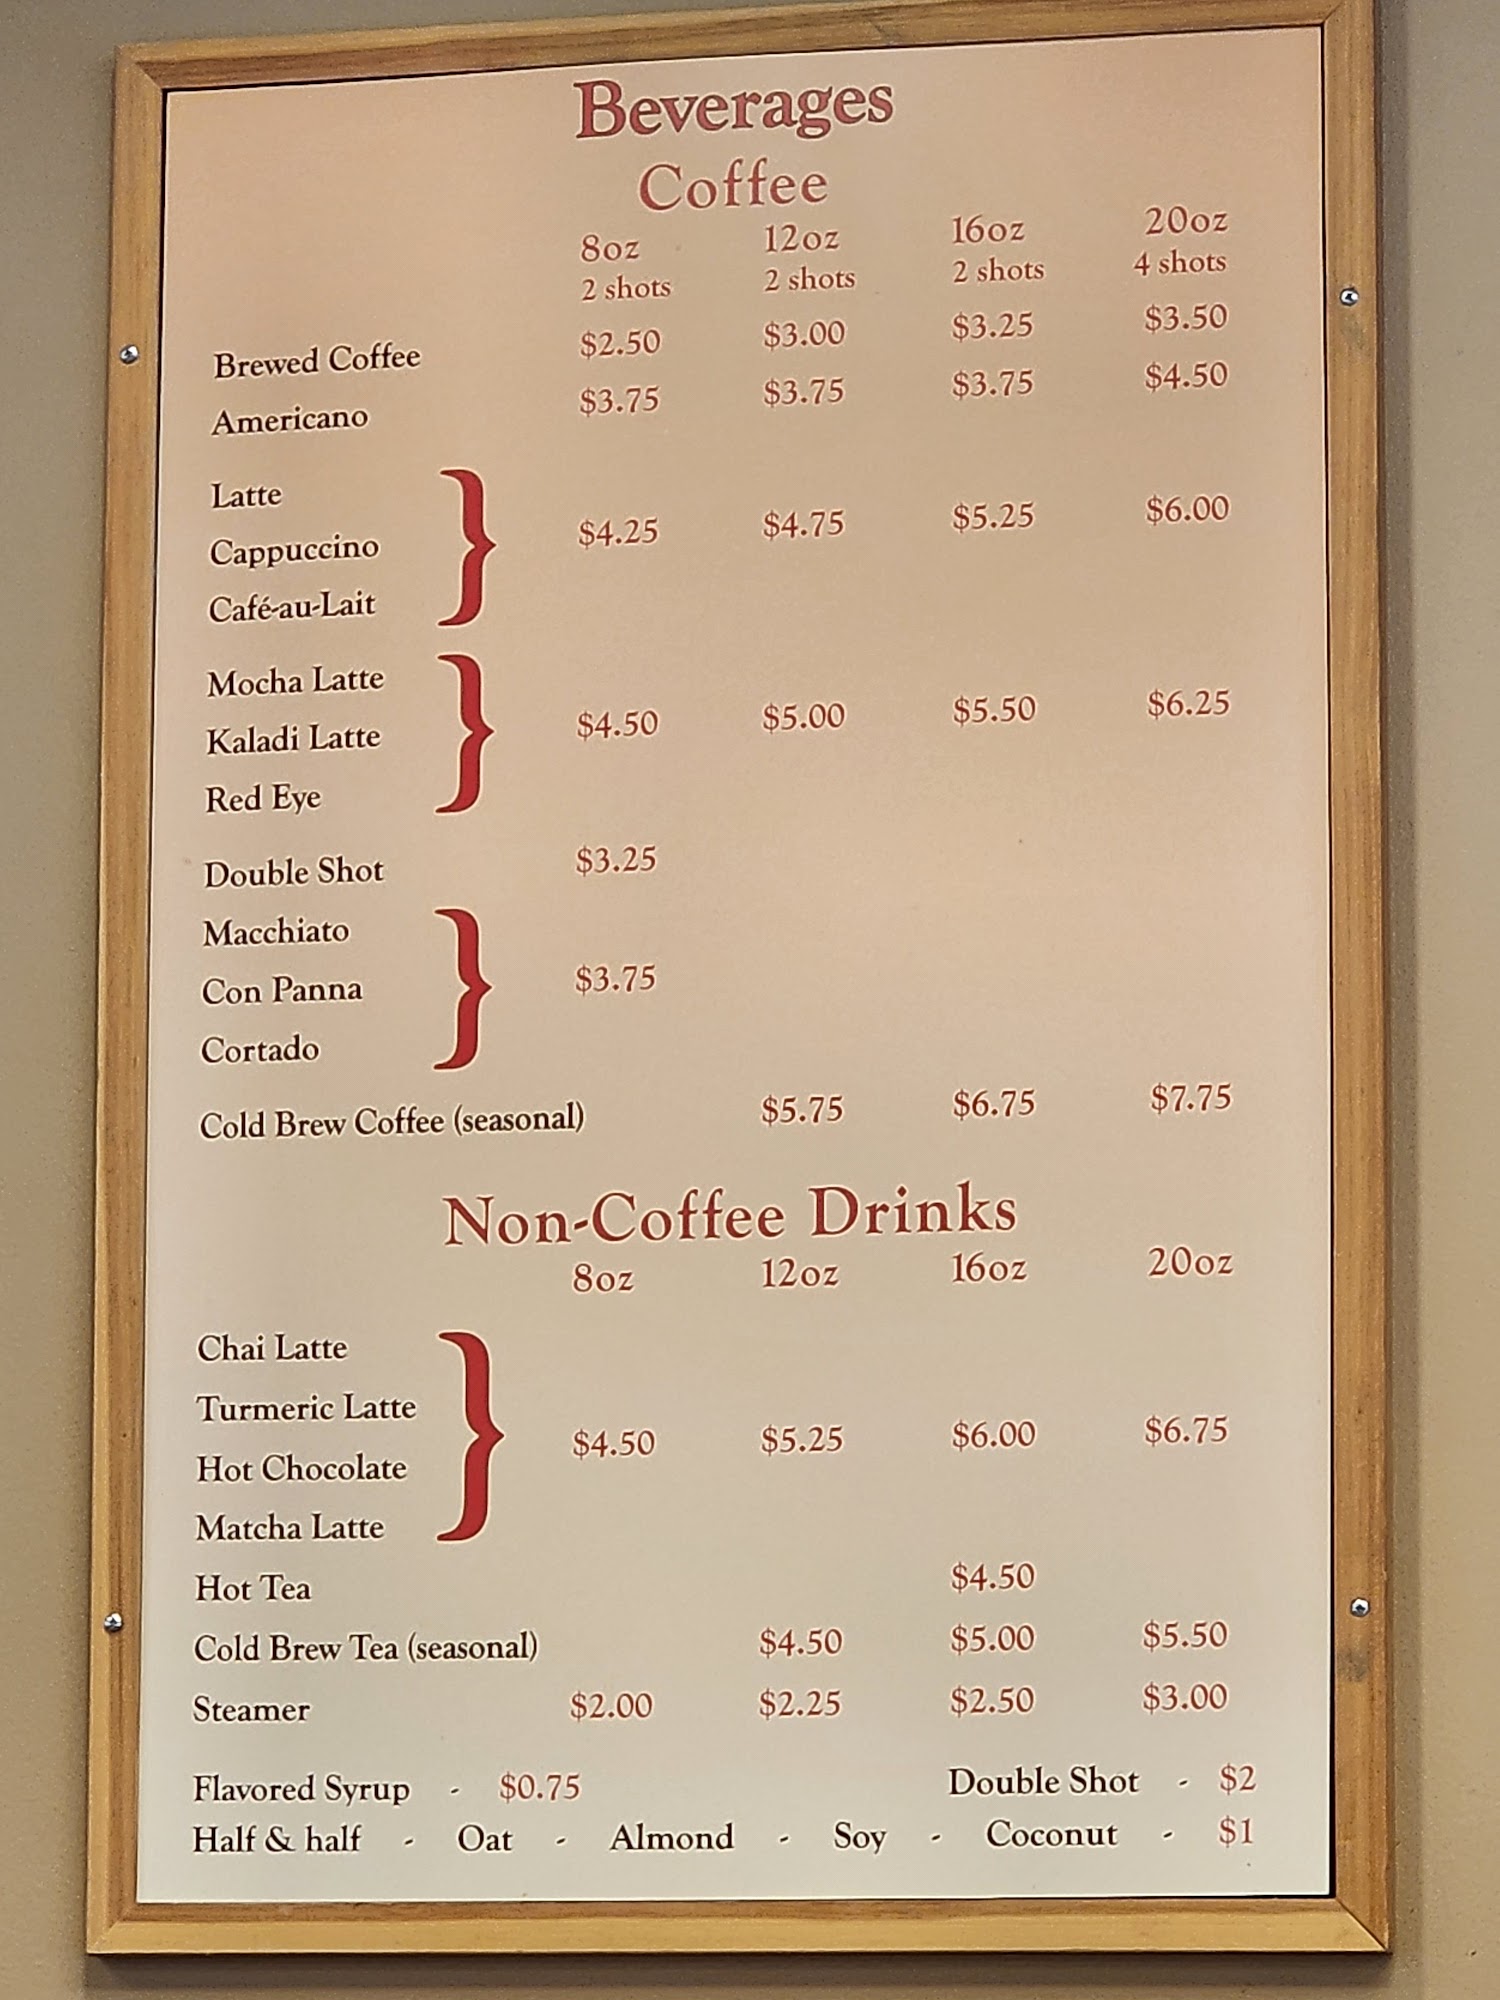 Beverages
Coffee
8oz 12oz 16oz 20oz
2 shots 2 shots 2 shots 4 shots
Brewed Coffee $2.50 $3.00 $3.25 $3.50
Americano $3.75 $3.75 $3.75 $4.50
Latte
Cappuccino $4.25 $4.75 $5.25 $6.00
Café-au-Lait
Mocha Latte
Kaladi Latte $4.50 $5.00 $5.50 $6.25
Red Eye
Double Shot $3.25
Macchiato
Con Panna $3.75
Cortado
Cold Brew Coffee (seasonal) $5.75 $6.75 $7.75
Non-Coffee Drinks
8oz 12oz 16oz 20oz
Chai Latte
Turmeric Latte
$4.50 $5.25 $6.00 $6.75
Hot Chocolate
Matcha Latte
Hot Tea $4.50
Cold Brew Tea (seasonal) $4.50 $5.00 $5.50
Steamer $2.00 $2.25 $2.50 $3.00
Flavored Syrup - $0.75 Double Shot - $2
Half & half - Oat - Almond - Soy - Coconut - $1